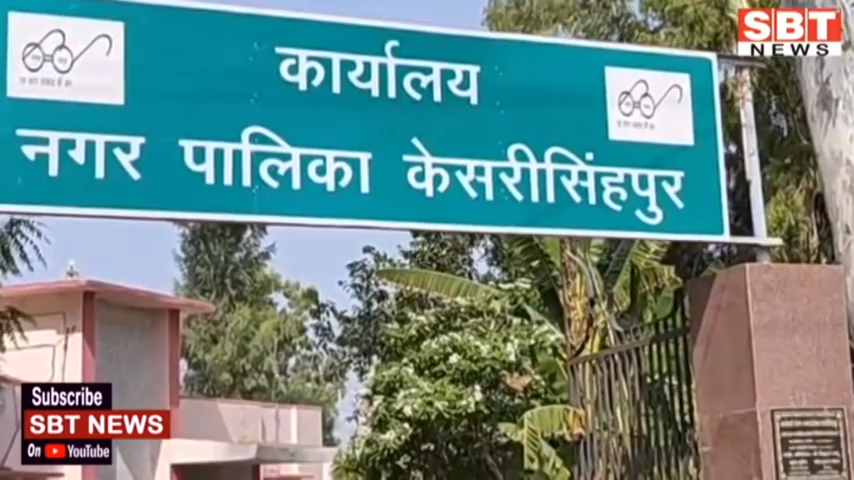 SBT
NEWS
कार्यालय
नगर पालिका केसरीसिंहपुर
Subscribe
SBT NEWS
On YouTube